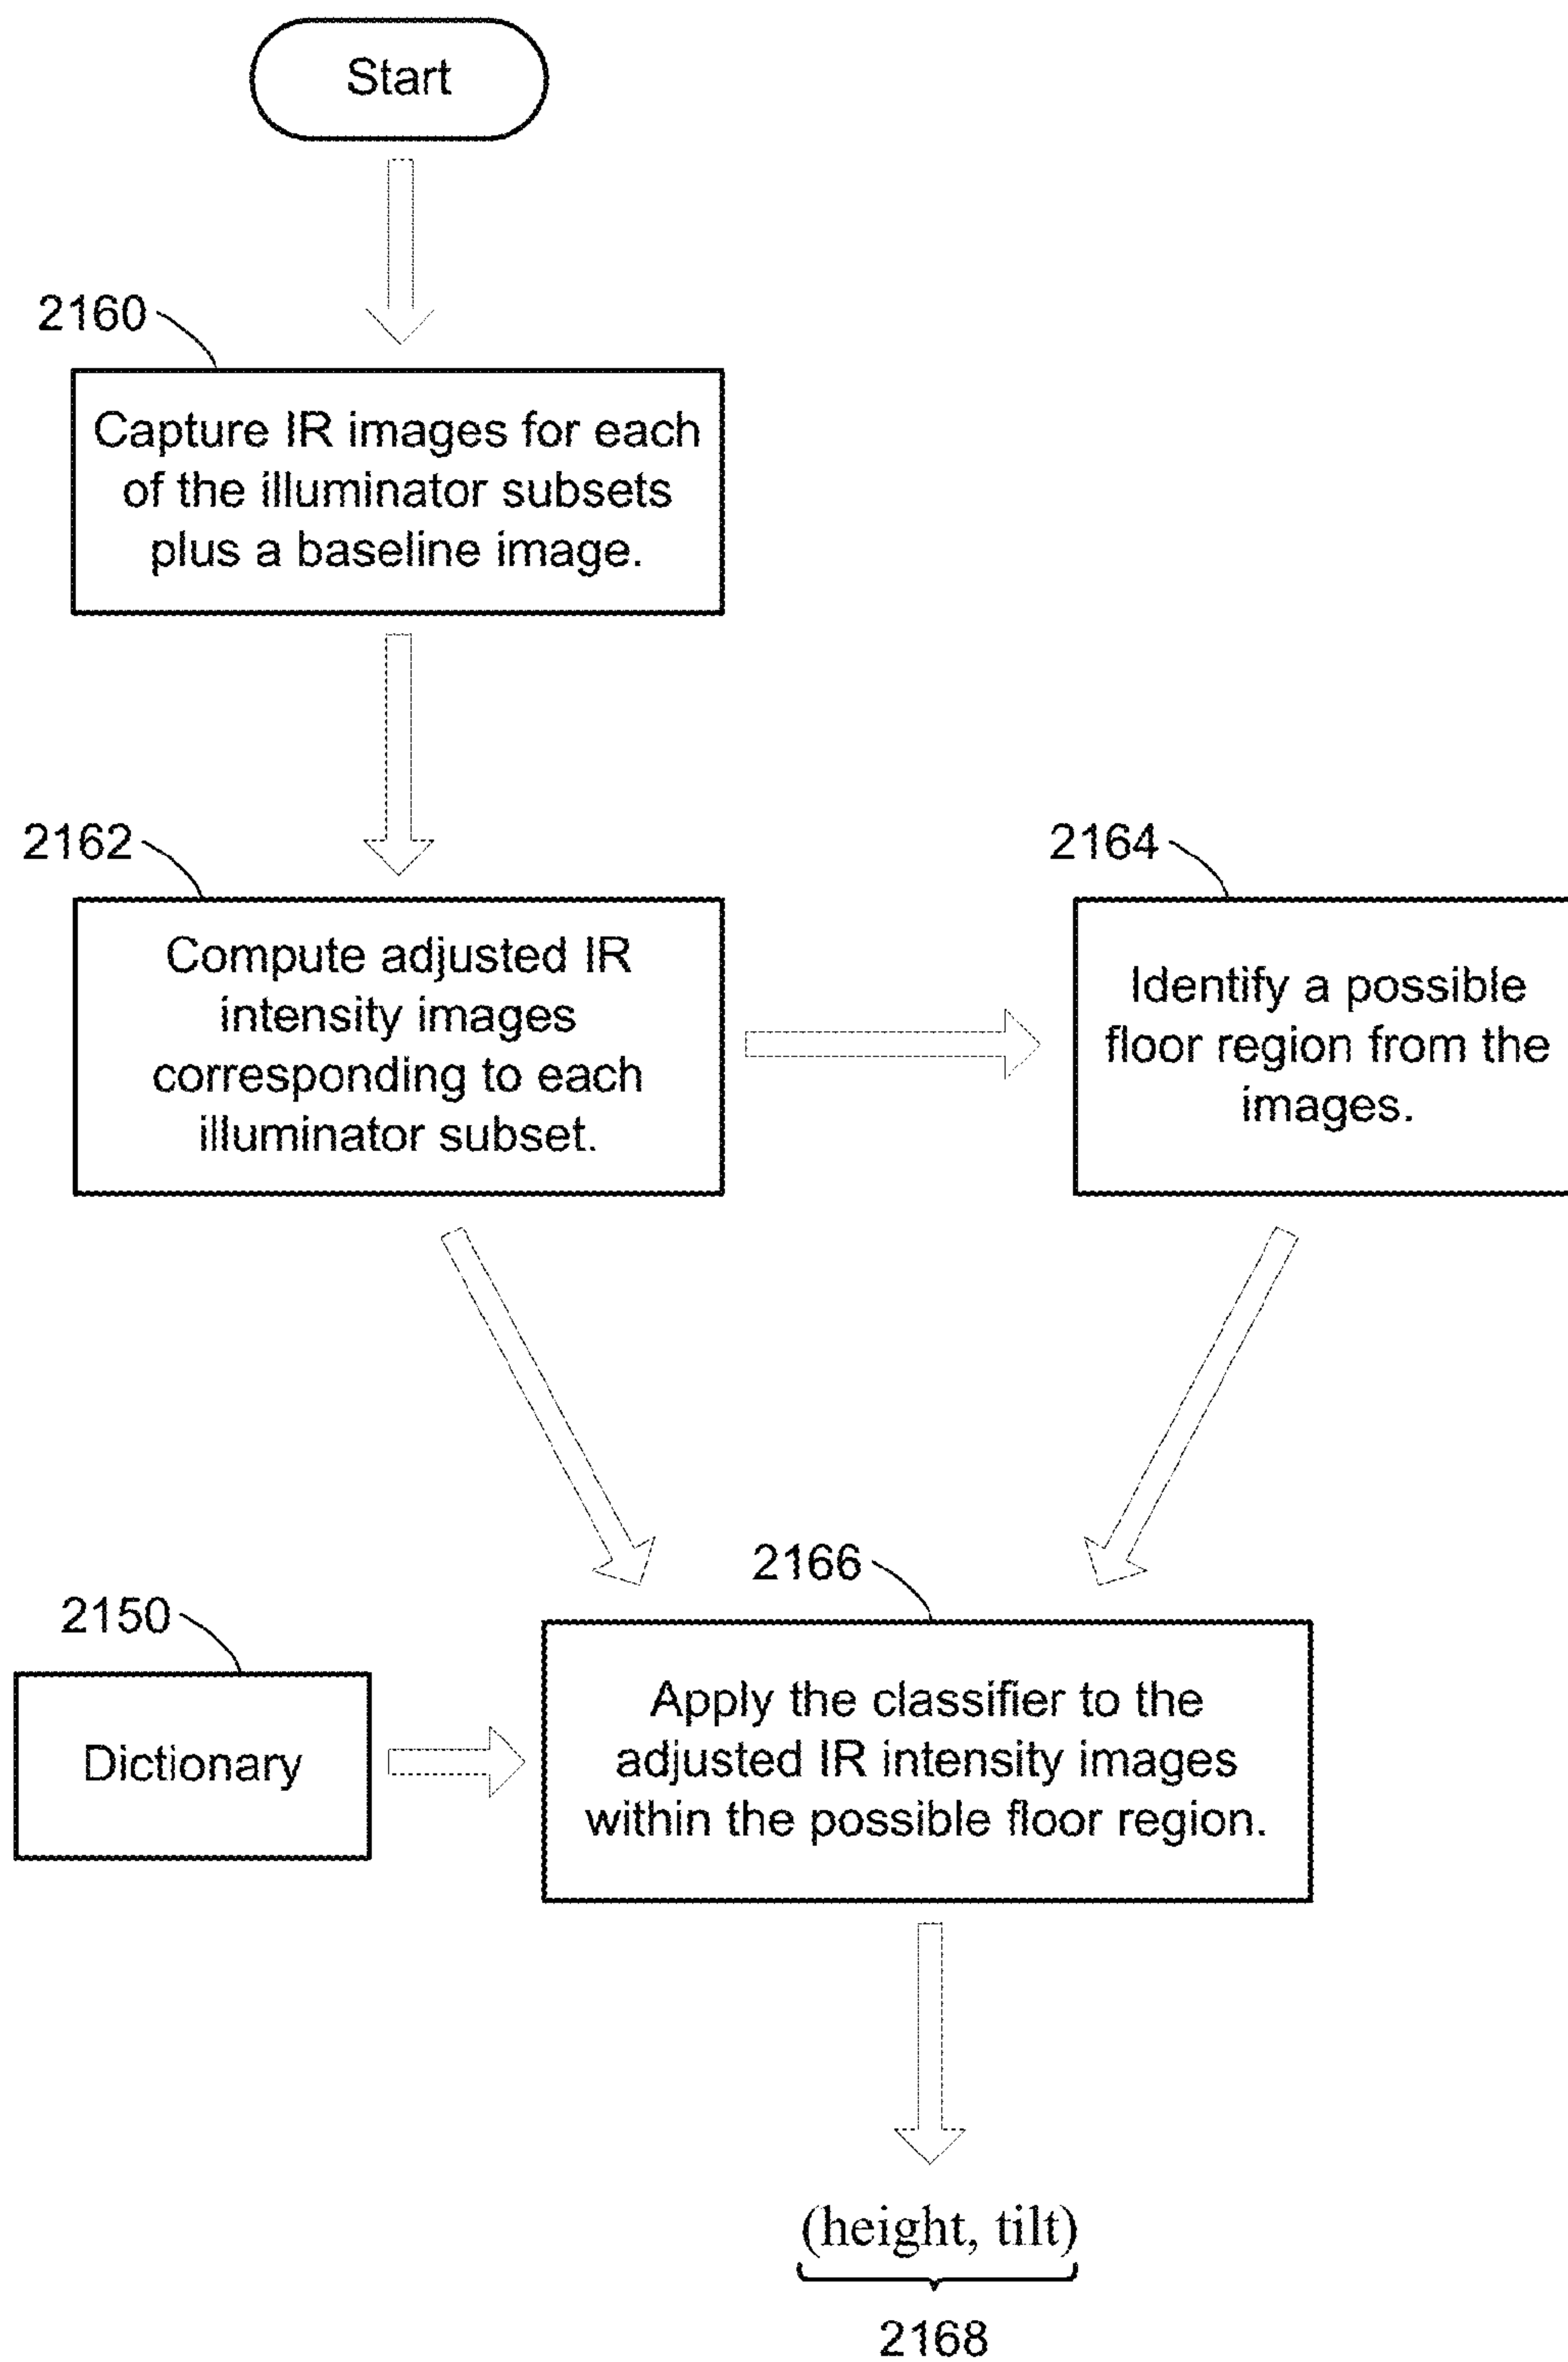 Start
2160
Capture IR images for each
of the illuminator subsets
plus a baseline image.
2162
Compute adjusted IR
intensity images
corresponding to each
illuminator subset.
2164
Identify a possible
floor region from the
images.
2150
Dictionary
2166
Apply the classifier to the
adjusted IR intensity images
within the possible floor region.
(height, tilt)
2168